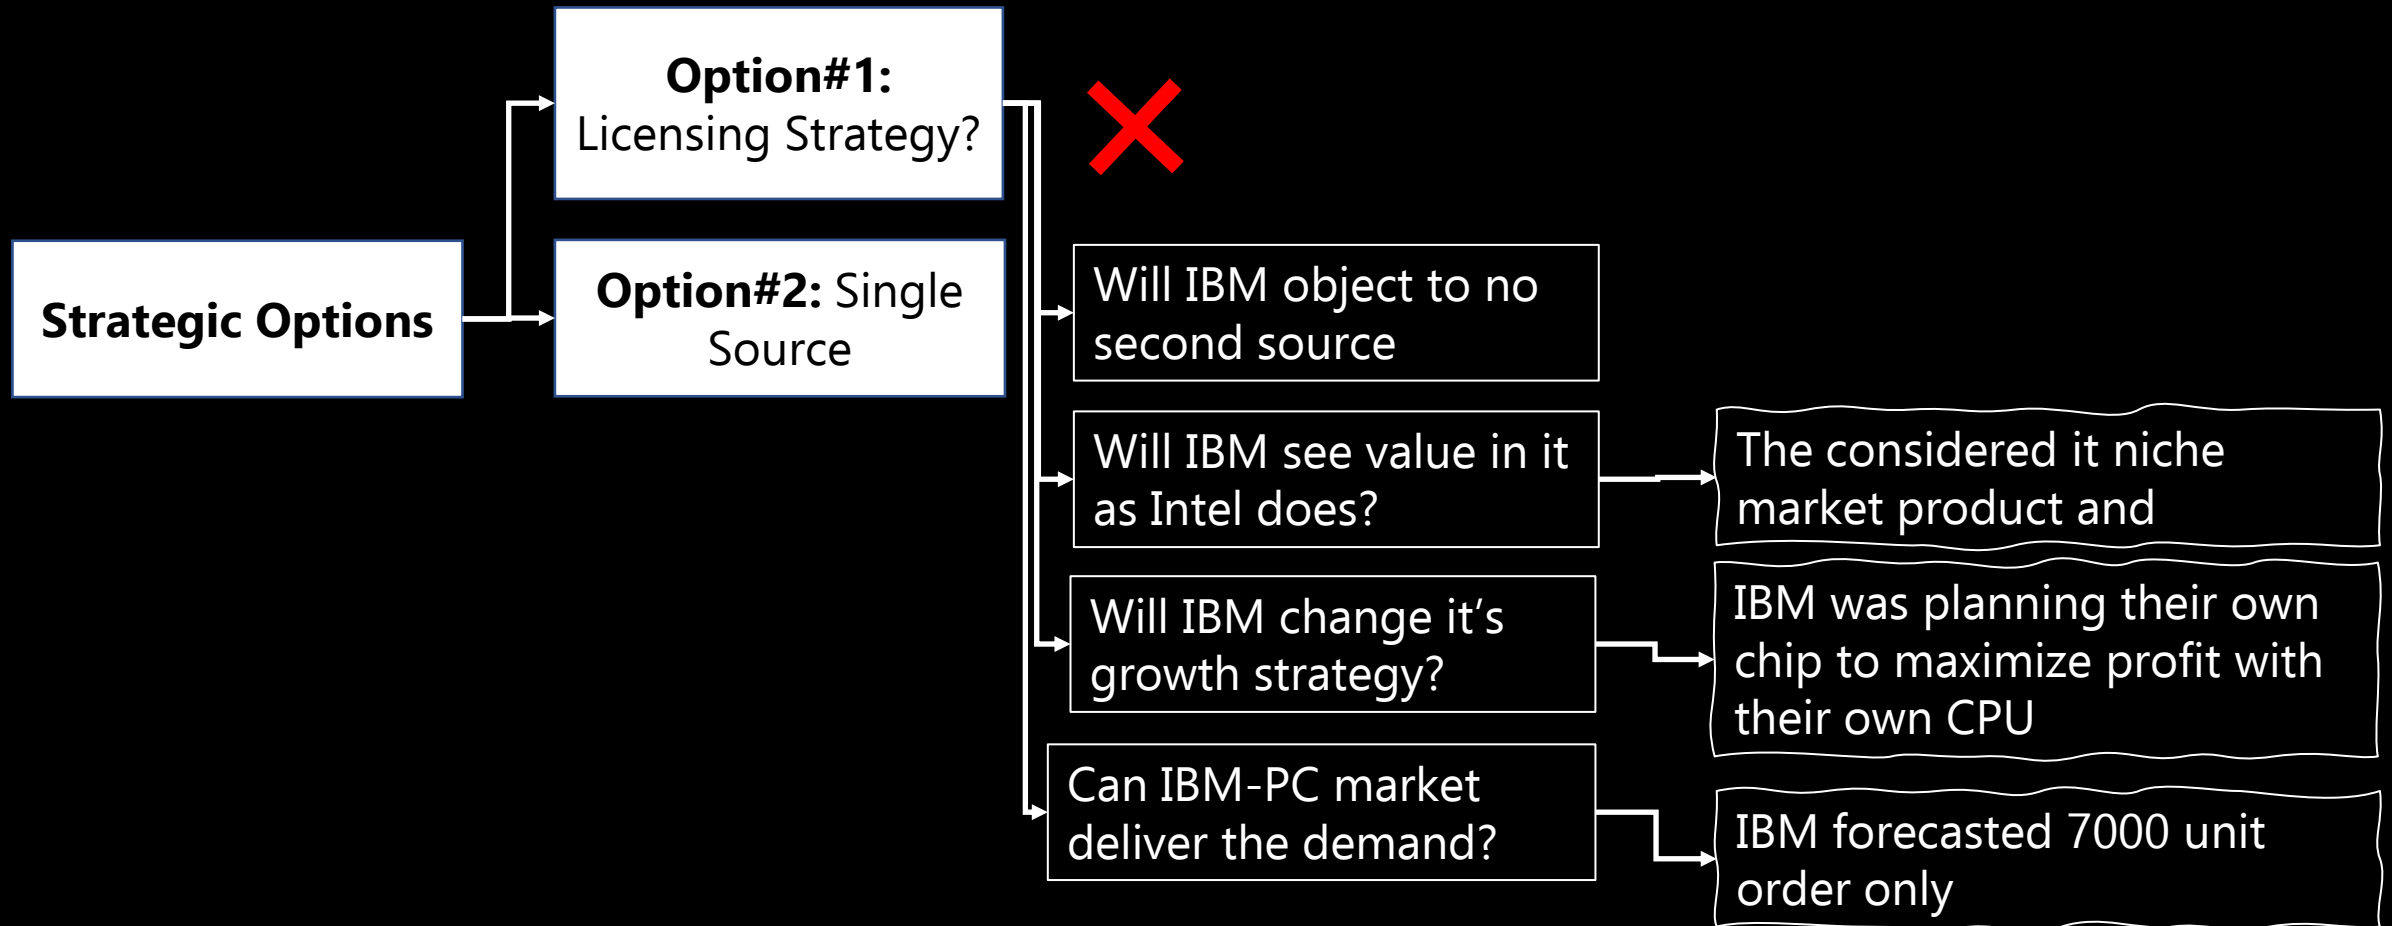 Option#1:
Licensing Strategy?
Strategic Options
Option#2: Single
Source
Will IBM object to no
second source
Will IBM see value in it
as Intel does?
The considered it niche
market product and
Will IBM change it’s
growth strategy?
IBM was planning their own
chip to maximize profit with
their own CPU
Can IBM-PC market
deliver the demand?
IBM forecasted 7000 unit
order only